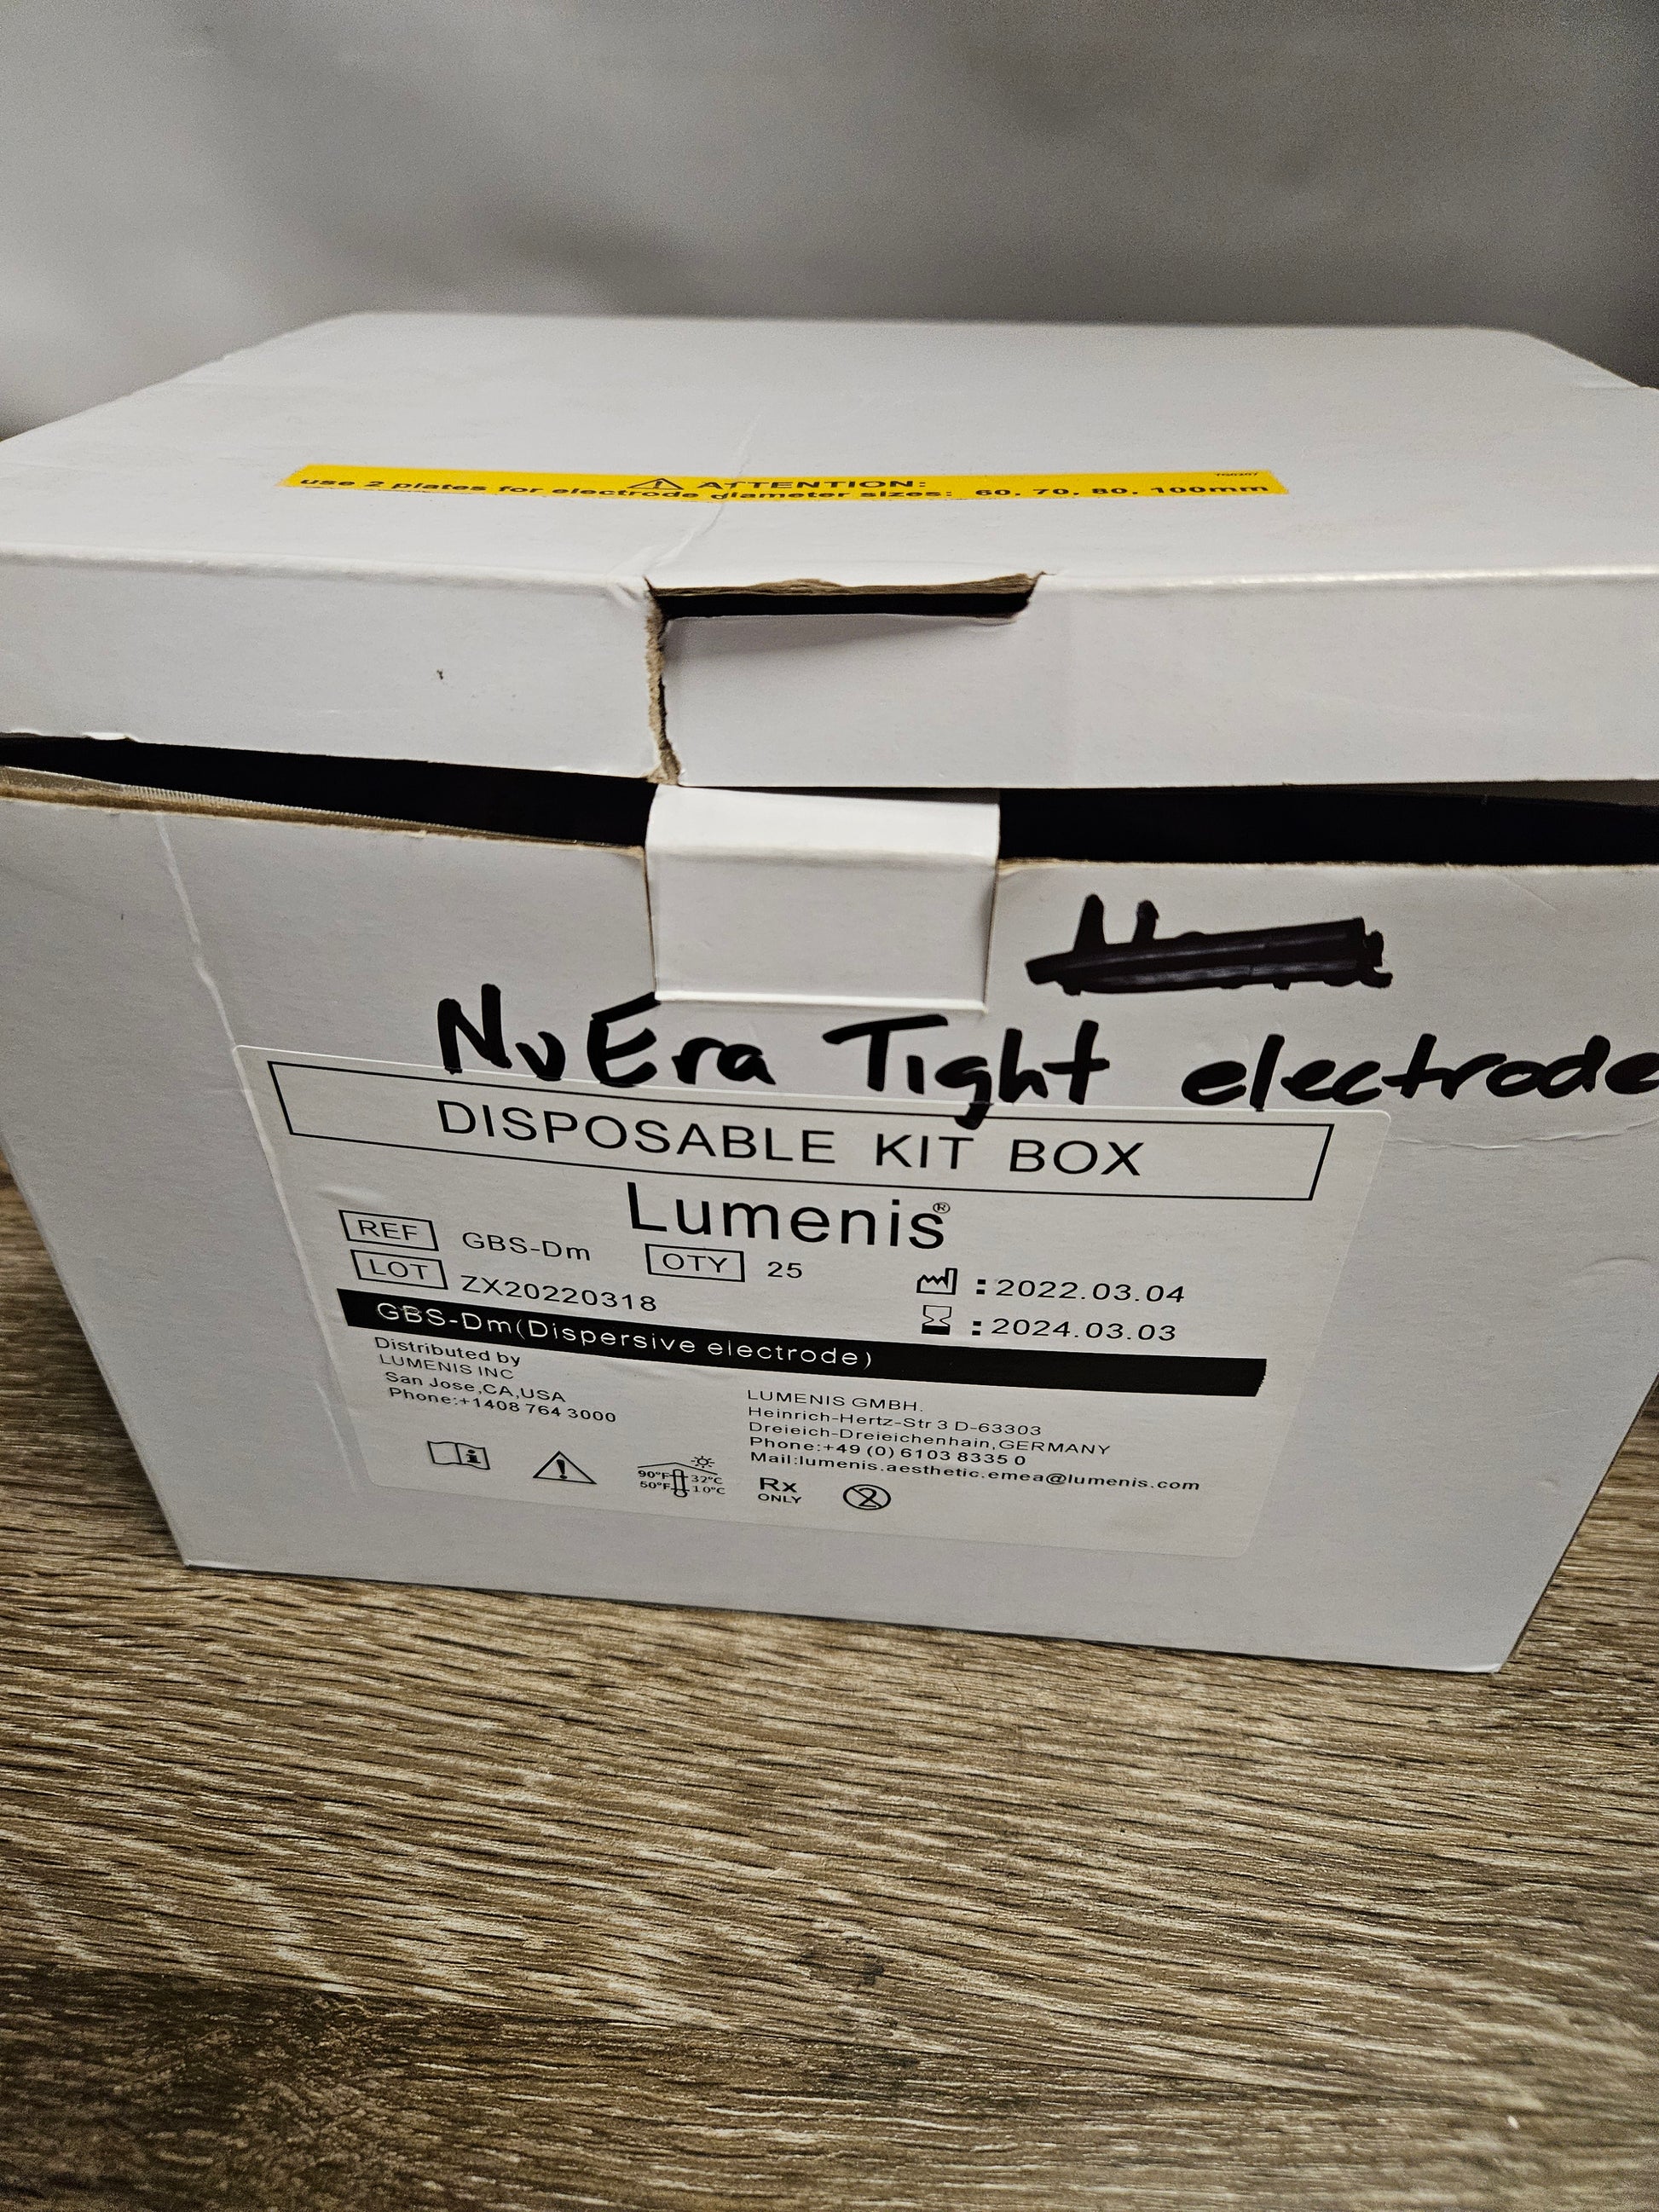 ATTENTION:
use 2 plates for electrode diameter sizes: 60, 70, 80, 100mm
NuEra Tight electrode
DISPOSABLE KIT BOX
Lumenis®
REF GBS-Dm QTY 25
LOT ZX20220318
: 2022.03.04
: 2024.03.03
GBS-Dm(Dispersive electrode)
Distributed by
LUMENIS INC
San Jose,CA,USA
Phone:+1408 764 3000
LUMENIS GMBH.
Heinrich-Hertz-Str 3 D-63303
Dreieich-Dreieichenhain,GERMANY
Phone:+49 (0) 6103 8335 0
Mail:lumenis.aesthetic.emea@lumenis.com
90°F 32°C
50°F 10°C
Rx
ONLY
2